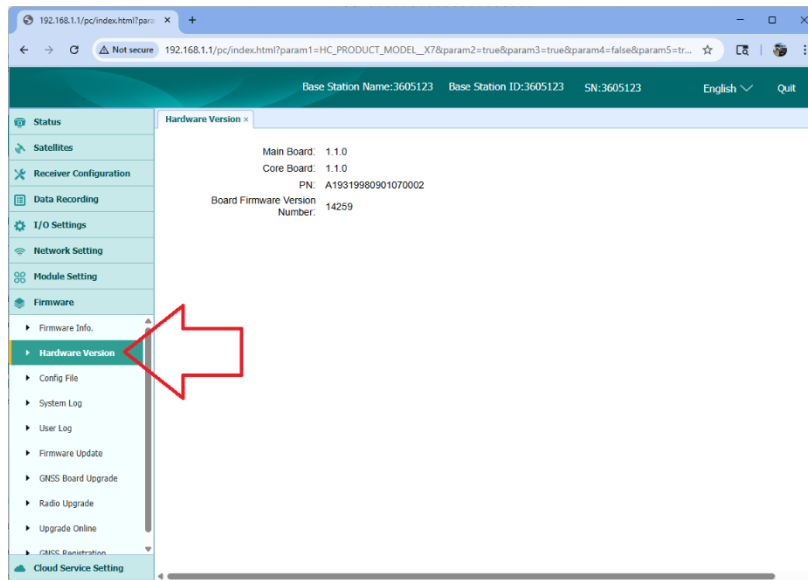 192.168.1.1/pc/index.html?para
Not secure 192.168.1.1/pc/index.html?param1=HC_PRODUCT_MODEL__X7&param2=true&param3=true&param4=false&param5=tr...
Base Station Name:3605123 Base Station ID:3605123 SN:3605123 English Quit
Status
Hardware Version ×
Satellites
Receiver Configuration
Data Recording
I/O Settings
Network Setting
Module Setting
Firmware
Firmware Info.
Hardware Version
Config File
System Log
User Log
Firmware Update
GNSS Board Upgrade
Radio Upgrade
Upgrade Online
GNSS Registration
Cloud Service Setting
Main Board: 1.1.0
Core Board: 1.1.0
PN: A19319980901070002
Board Firmware Version
Number: 14259